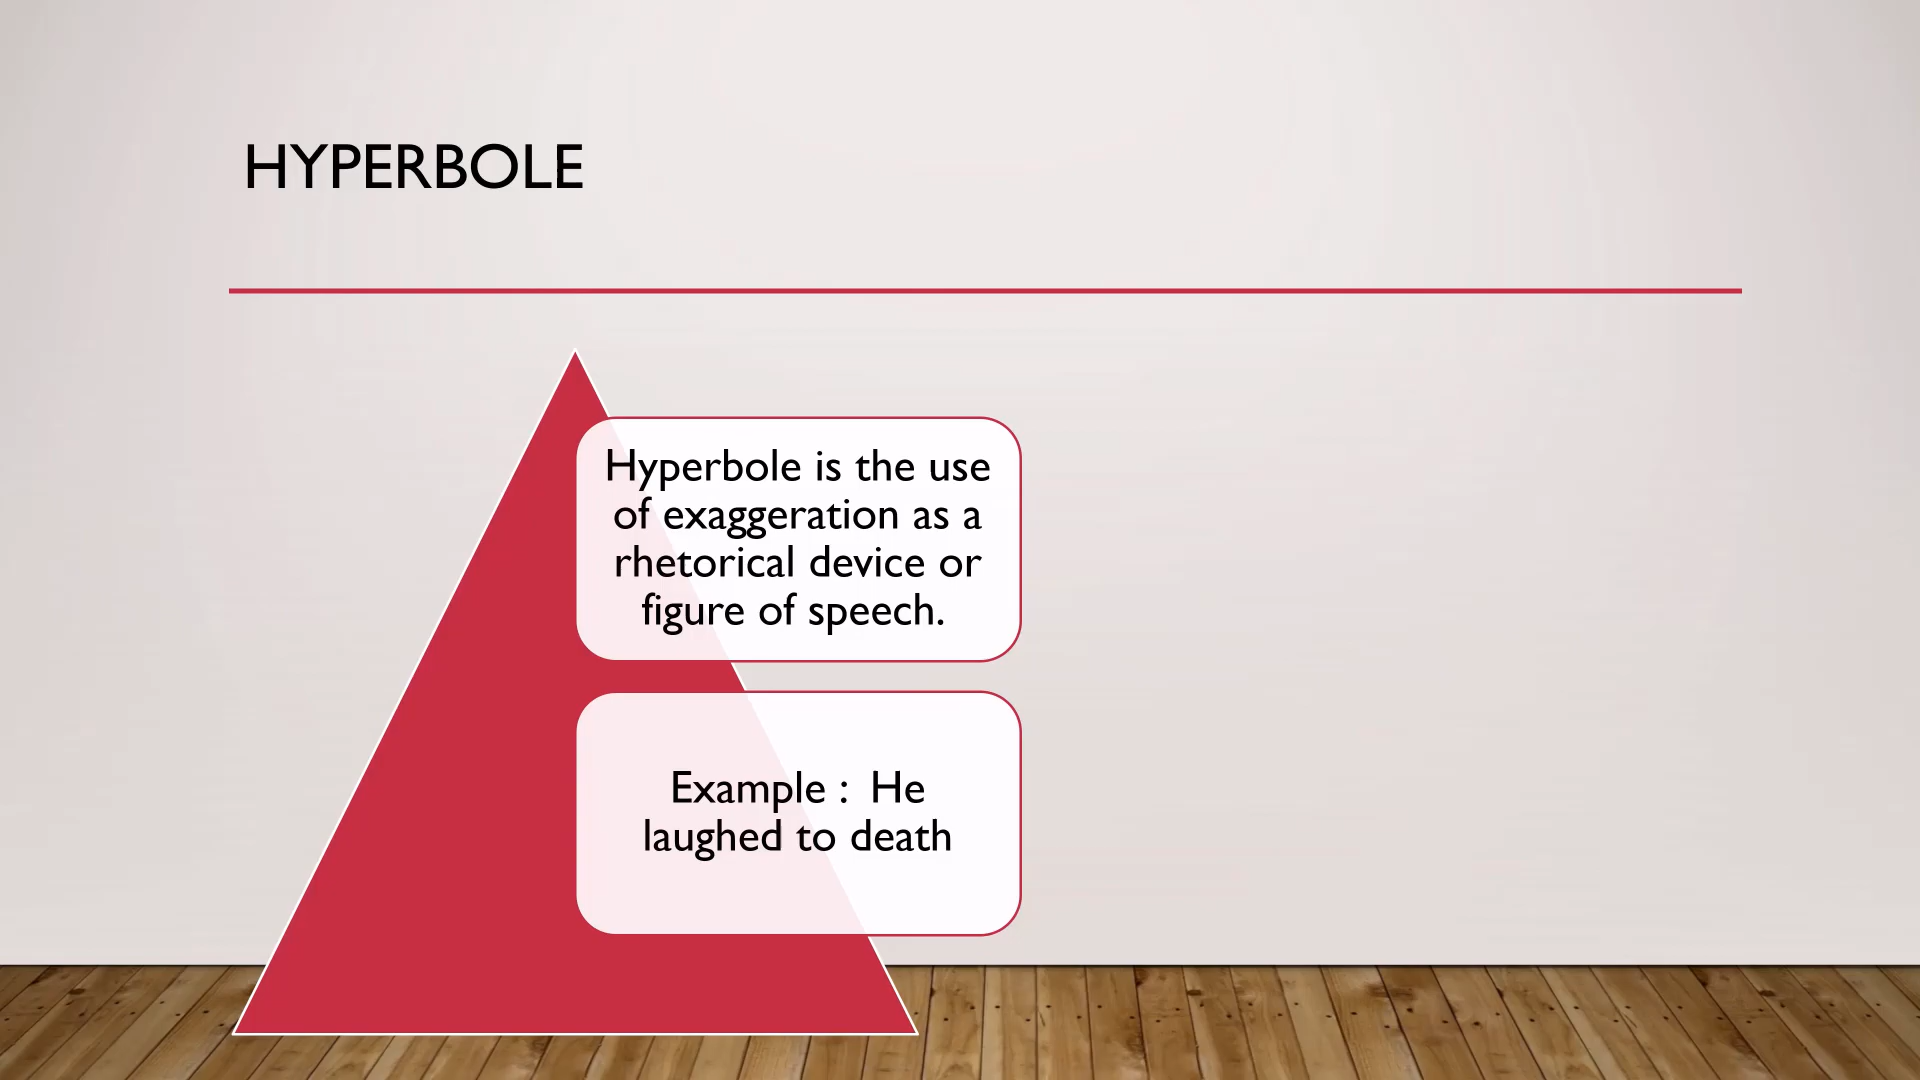 HYPERBOLE
Hyperbole is the use
of exaggeration as a
rhetorical device or
figure of speech.
Example :  He
laughed to death